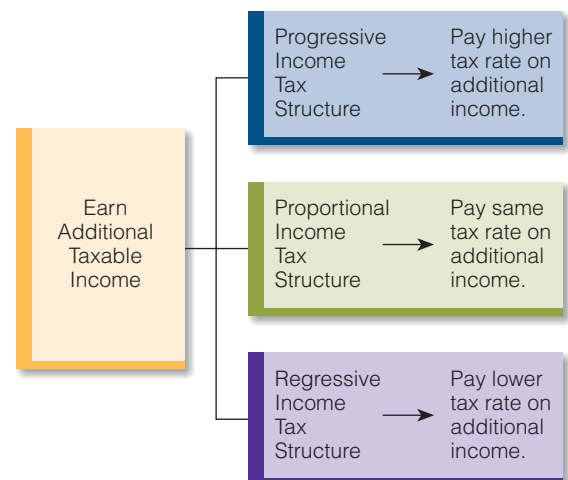 Earn
Additional
Taxable
Income
Progressive
Income
Tax
Structure
Pay higher
tax rate on
additional
income.
Proportional
Income
Tax
Structure
Pay same
tax rate on
additional
income.
Regressive
Income
Tax
Structure
Pay lower
tax rate on
additional
income.